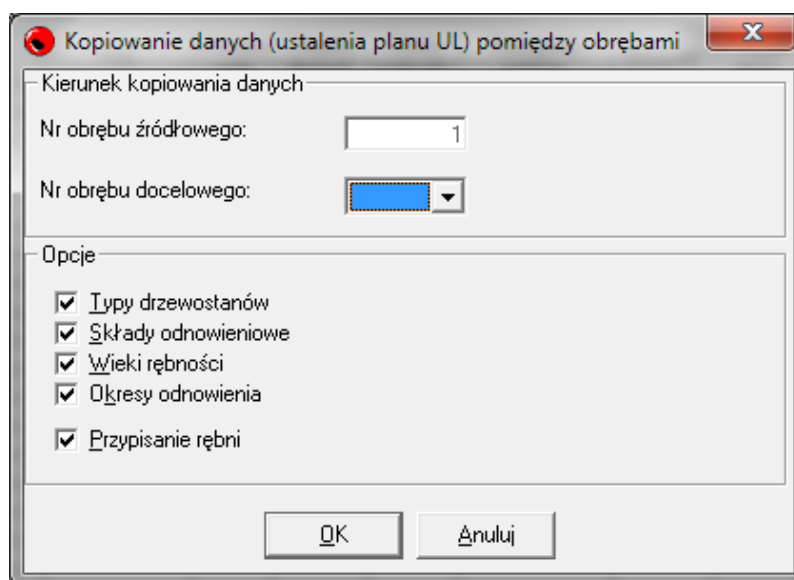 Kopiowanie danych (ustalenia planu UL) pomiędzy obrębami
Kierunek kopiowania danych
Nr obrębu źródłowego: 1
Nr obrębu docelowego:
Opcje
Typy drzewostanów
Składy odnowieniowe
Wieki rębności
Okresy odnowienia
Przypisanie rębni
OK Anuluj